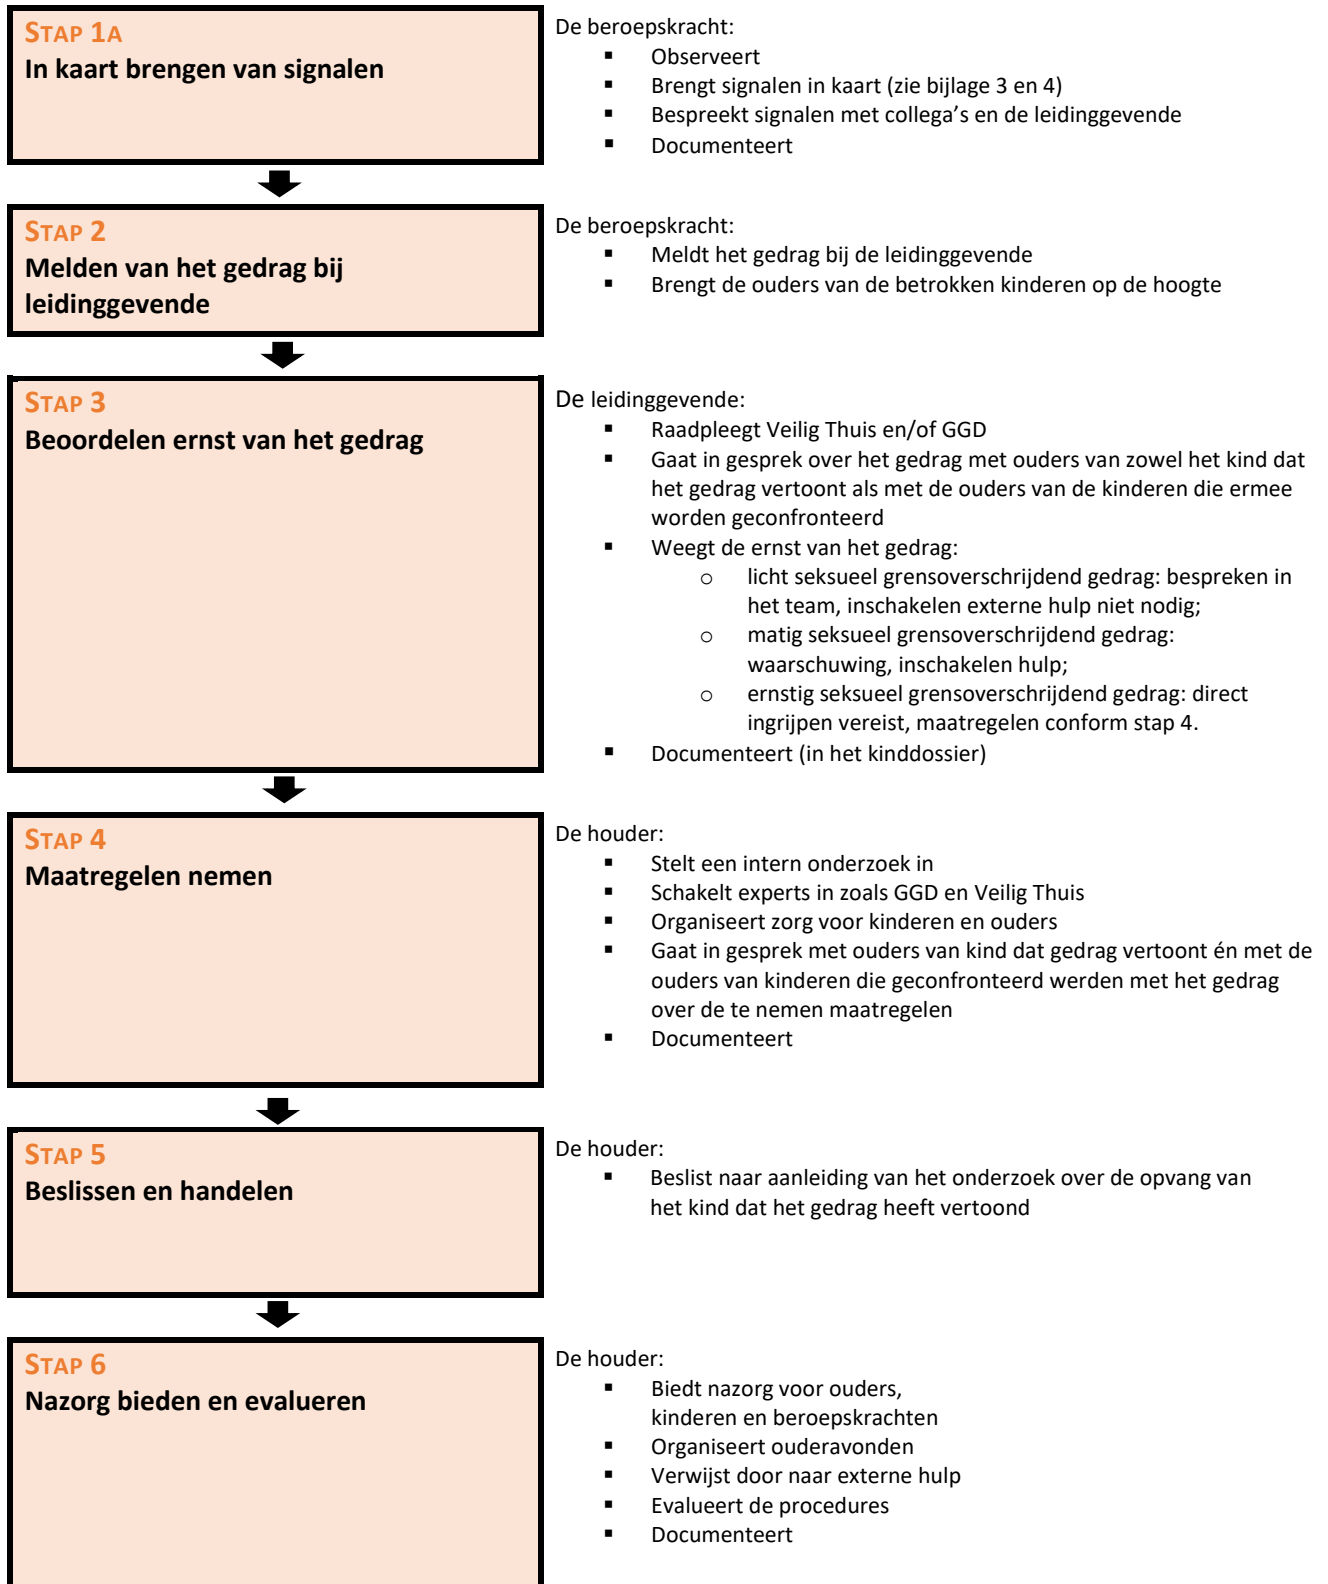 STAP 1A
In kaart brengen van signalen
De beroepskracht:
▪ Observeert
▪ Brengt signalen in kaart (zie bijlage 3 en 4)
▪ Bespreekt signalen met collega’s en de leidinggevende
▪ Documenteert
STAP 2
Melden van het gedrag bij
leidinggevende
De beroepskracht:
▪ Meldt het gedrag bij de leidinggevende
▪ Brengt de ouders van de betrokken kinderen op de hoogte
STAP 3
Beoordelen ernst van het gedrag
De leidinggevende:
▪ Raadpleegt Veilig Thuis en/of GGD
▪ Gaat in gesprek over het gedrag met ouders van zowel het kind dat
het gedrag vertoont als met de ouders van de kinderen die ermee
worden geconfronteerd
▪ Weegt de ernst van het gedrag:
o licht seksueel grensoverschrijdend gedrag: bespreken in
het team, inschakelen externe hulp niet nodig;
o matig seksueel grensoverschrijdend gedrag:
waarschuwing, inschakelen hulp;
o ernstig seksueel grensoverschrijdend gedrag: direct
ingrijpen vereist, maatregelen conform stap 4.
▪ Documenteert (in het kinddossier)
STAP 4
Maatregelen nemen
De houder:
▪ Stelt een intern onderzoek in
▪ Schakelt experts in zoals GGD en Veilig Thuis
▪ Organiseert zorg voor kinderen en ouders
▪ Gaat in gesprek met ouders van kind dat gedrag vertoont én met de
ouders van kinderen die geconfronteerd werden met het gedrag
over de te nemen maatregelen
▪ Documenteert
STAP 5
Beslissen en handelen
De houder:
▪ Beslist naar aanleiding van het onderzoek over de opvang van
het kind dat het gedrag heeft vertoond
STAP 6
Nazorg bieden en evalueren
De houder:
▪ Biedt nazorg voor ouders,
kinderen en beroepskrachten
▪ Organiseert ouderavonden
▪ Verwijst door naar externe hulp
▪ Evalueert de procedures
▪ Documenteert